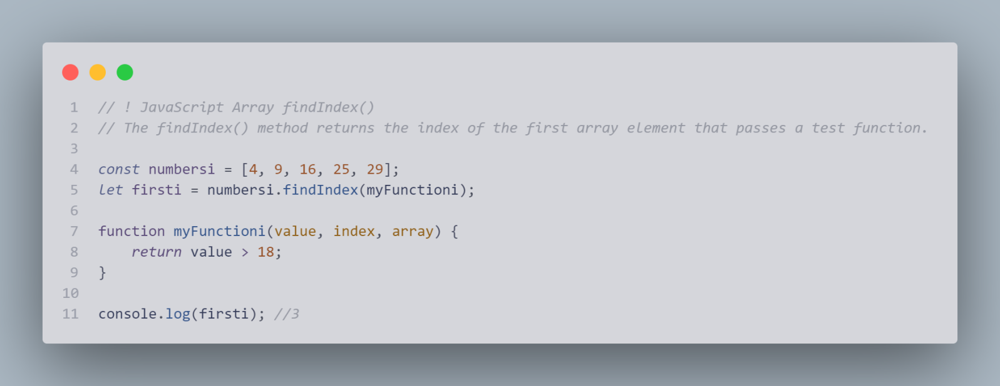 1 // ! JavaScript Array findIndex()
2 // The findIndex() method returns the index of the first array element that passes a test function.
3
4 const numbersi = [4, 9, 16, 25, 29];
5 let firsti = numbersi.findIndex(myFunctioni);
6
7 function myFunctioni(value, index, array) {
8     return value > 18;
9 }
10
11 console.log(firsti); //3